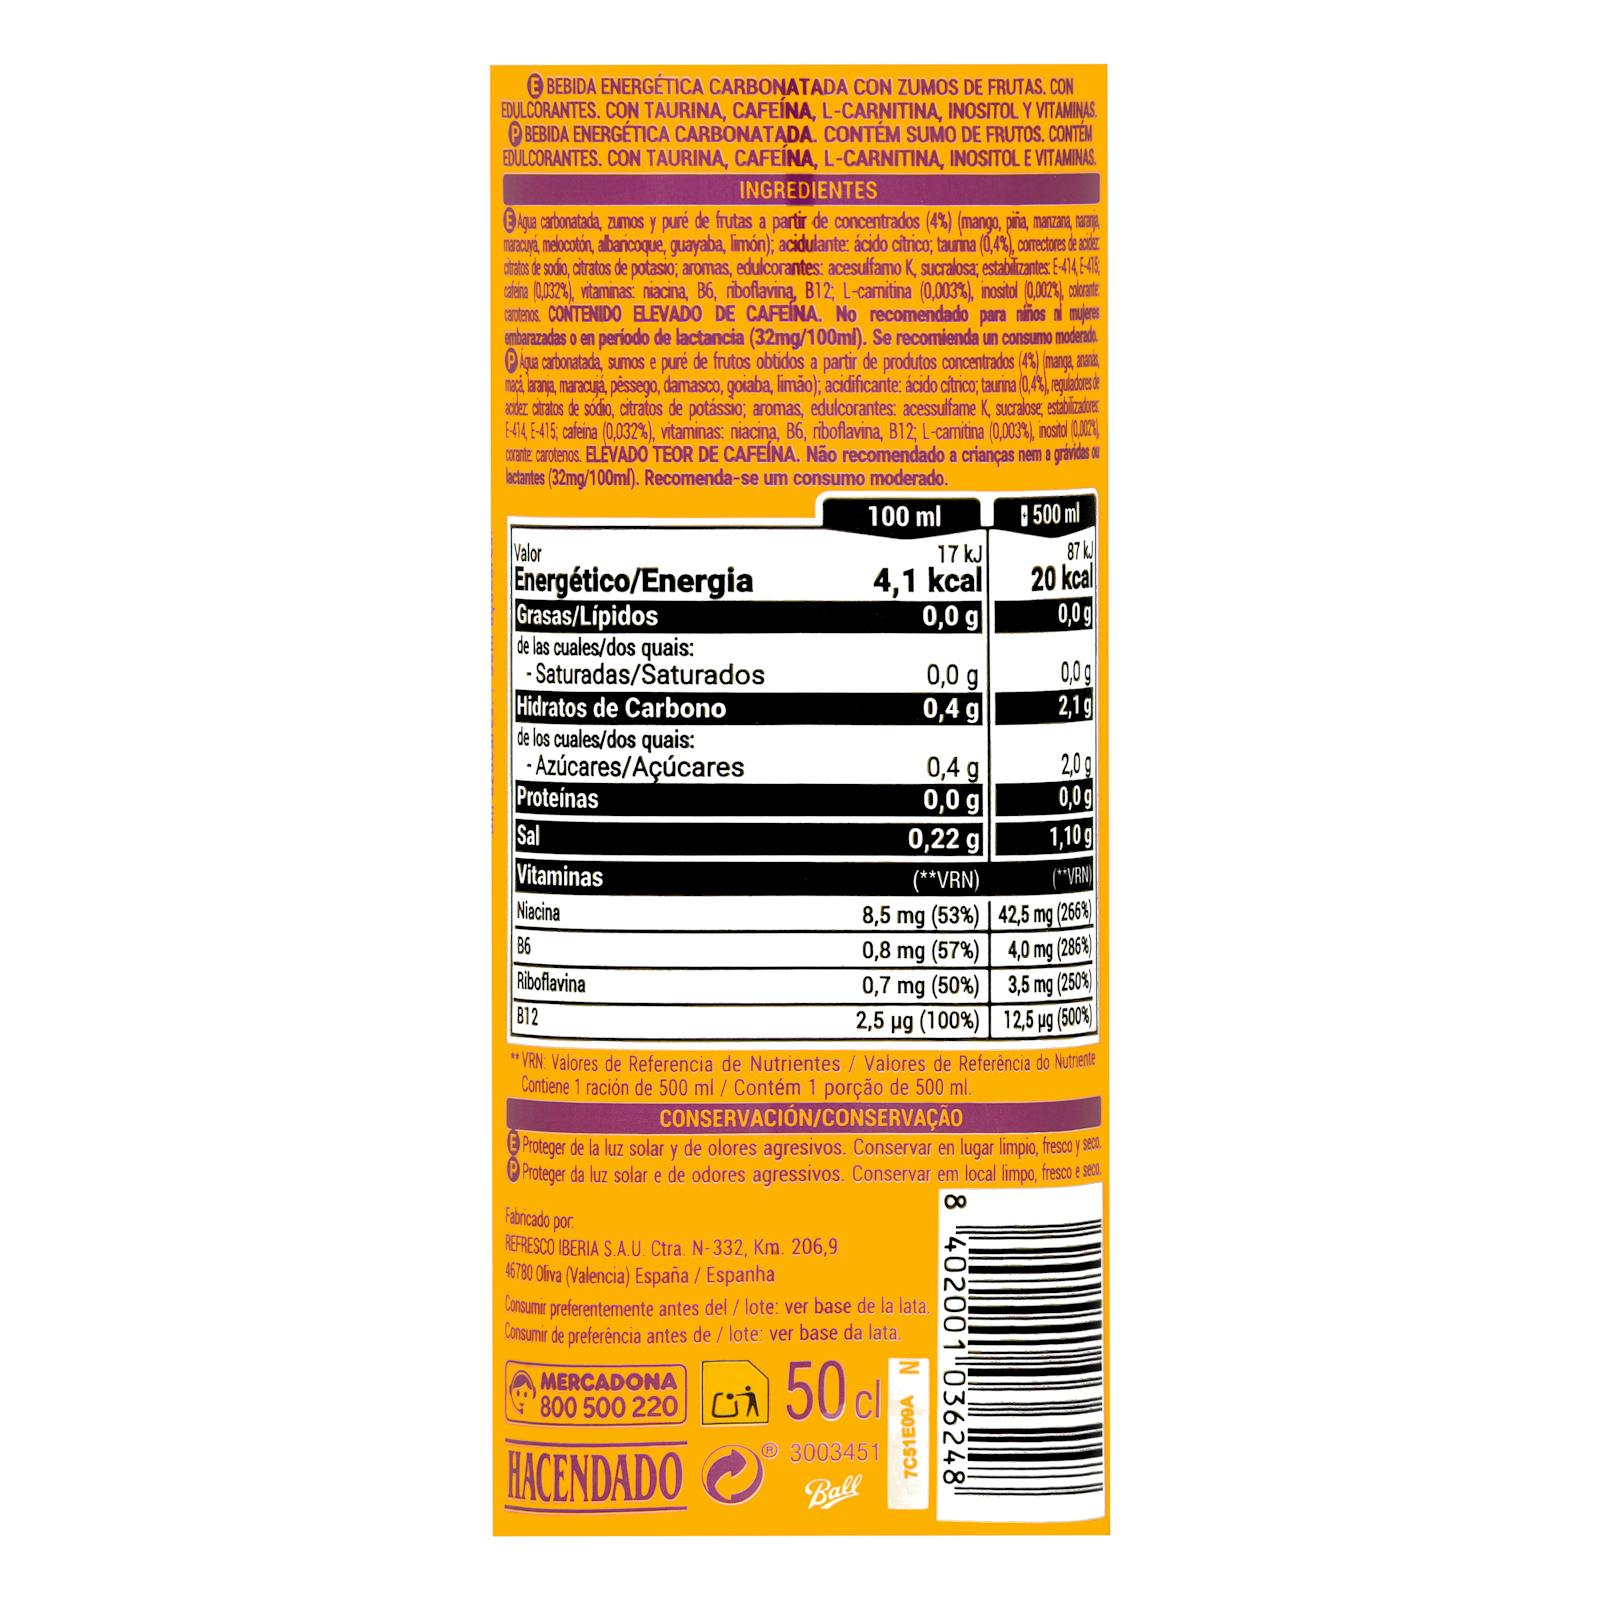 E BEBIDA ENERGÉTICA CARBONATADA CON ZUMOS DE FRUTAS. CON
EDULCORANTES. CON TAURINA, CAFEÍNA, L-CARNITINA, INOSITOL Y VITAMINAS.
P BEBIDA ENERGÉTICA CARBONATADA. CONTÉM SUMO DE FRUTOS. CONTÉM
EDULCORANTES. CON TAURINA, CAFEÍNA, L-CARNITINA, INOSITOL E VITAMINAS.
INGREDIENTES
E Agua carbonatada, zumos y puré de frutas a partir de concentrados (4%) (mango, piña, manzana, naranja,
maracuyá, melocotón, albaricoque, guayaba, limón); acidulante: ácido cítrico; taurina (0,4%), correctores de acidez:
citratos de sodio, citratos de potasio; aromas, edulcorantes: acesulfamo K, sucralosa; estabilizantes: E-414, E-415;
cafeína (0,032%), vitaminas: niacina, B6, riboflavina, B12; L-carnitina (0,003%), inositol (0,002%), colorante:
carotenos. CONTENIDO ELEVADO DE CAFEÍNA. No recomendado para niños ni mujeres
embarazadas o en período de lactancia (32mg/100ml). Se recomienda un consumo moderado.
P Água carbonatada, sumos e puré de frutos obtidos a partir de produtos concentrados (4%) (manga, ananás,
maçã, laranja, maracujá, pêssego, damasco, goiaba, limão); acidificante: ácido cítrico; taurina (0,4%), reguladores de
acidez: citratos de sódio, citratos de potássio; aromas, edulcorantes: acessulfame K, sucralose; estabilizadores:
E-414, E-415; cafeína (0,032%), vitaminas: niacina, B6, riboflavina, B12; L-carnitina (0,003%), inositol (0,002%),
corante: carotenos. ELEVADO TEOR DE CAFEÍNA. Não recomendado a crianças nem a grávidas ou
lactantes (32mg/100ml). Recomenda-se um consumo moderado.
100 ml 500 ml
Valor 17 kJ 87 kJ
Energético/Energia 4,1 kcal 20 kcal
Grasas/Lípidos 0,0 g 0,0 g
de las cuales/dos quais:
- Saturadas/Saturados 0,0 g 0,0 g
Hidratos de Carbono 0,4 g 2,1 g
de los cuales/dos quais:
- Azúcares/Açúcares 0,4 g 2,0 g
Proteínas 0,0 g 0,0 g
Sal 0,22 g 1,10 g
Vitaminas (**VRN) (**VRN)
Niacina 8,5 mg (53%) 42,5 mg (266%)
B6 0,8 mg (57%) 4,0 mg (286%)
Riboflavina 0,7 mg (50%) 3,5 mg (250%)
B12 2,5 µg (100%) 12,5 µg (500%)
** VRN: Valores de Referencia de Nutrientes / Valores de Referência do Nutriente
Contiene 1 ración de 500 ml / Contém 1 porção de 500 ml.
CONSERVACIÓN/CONSERVAÇÃO
E Proteger de la luz solar y de olores agresivos. Conservar en lugar limpio, fresco y seco.
P Proteger da luz solar e de odores agressivos. Conservar em local limpo, fresco e seco.
Fabricado por:
REFRESCO IBERIA S.A.U. Ctra. N-332, Km. 206,9
46780 Oliva (Valencia) España / Espanha
Consumir preferentemente antes del / lote: ver base de la lata.
Consumir de preferência antes de / lote: ver base da lata.
MERCADONA
800 500 220
50 cl
HACENDADO
® 3003451
Ball
7C51E09A N
8 402001 036248